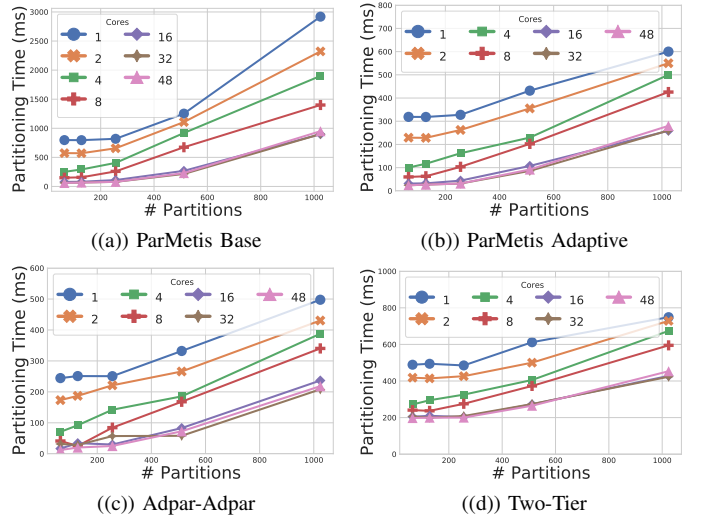 Partitioning Time (ms)
3000
2500
2000
1500
1000
500
0
Cores
1 16
2 32
4 48
8
200 400 600 800 1000
# Partitions
((a)) ParMetis Base
Partitioning Time (ms)
800
700
600
500
400
300
200
100
0
Cores
1 4 16 48
2 8 32
200 400 600 800 1000
# Partitions
((b)) ParMetis Adaptive
Partitioning Time (ms)
600
500
400
300
200
100
0
Cores
1 4 16 48
2 8 32
200 400 600 800 1000
# Partitions
((c)) Adpar-Adpar
Partitioning Time (ms)
1000
800
600
400
200
0
Cores
1 4 16 48
2 8 32
200 400 600 800 1000
# Partitions
((d)) Two-Tier